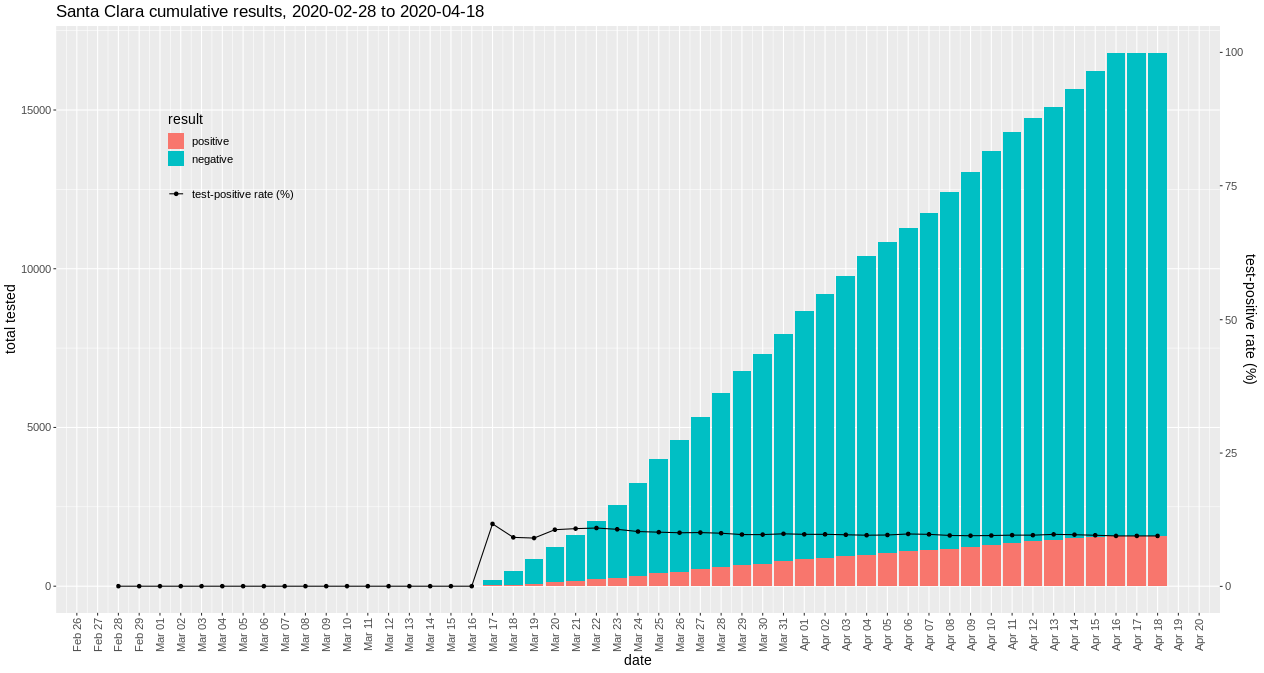 Santa Clara cumulative results, 2020-02-28 to 2020-04-18
result
positive
negative
test-positive rate (%)
total tested
15000
10000
5000
0
100
75
50
25
0
test-positive rate (%)
Feb 26
Feb 27
Feb 28
Feb 29
Mar 01
Mar 02
Mar 03
Mar 04
Mar 05
Mar 06
Mar 07
Mar 08
Mar 09
Mar 10
Mar 11
Mar 12
Mar 13
Mar 14
Mar 15
Mar 16
Mar 17
Mar 18
Mar 19
Mar 20
Mar 21
Mar 22
Mar 23
Mar 24
Mar 25
Mar 26
Mar 27
Mar 28
Mar 29
Mar 30
Mar 31
Apr 01
Apr 02
Apr 03
Apr 04
Apr 05
Apr 06
Apr 07
Apr 08
Apr 09
Apr 10
Apr 11
Apr 12
Apr 13
Apr 14
Apr 15
Apr 16
Apr 17
Apr 18
Apr 19
Apr 20
date